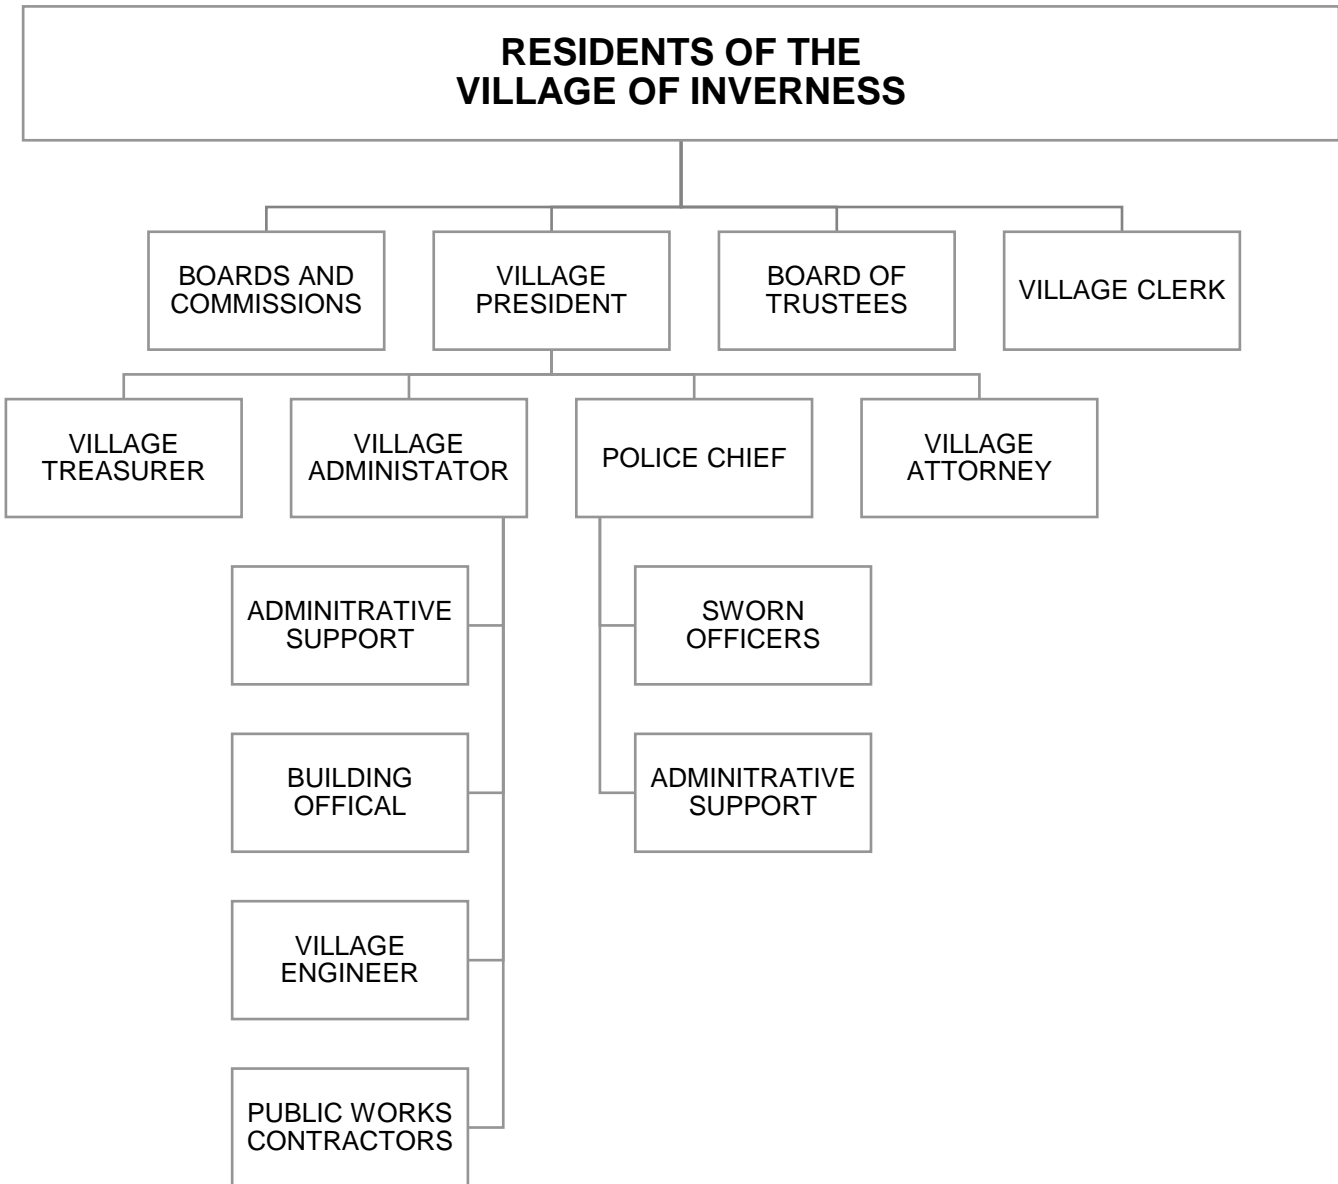 RESIDENTS OF THE
VILLAGE OF INVERNESS
BOARDS AND
COMMISSIONS
VILLAGE
PRESIDENT
BOARD OF
TRUSTEES
VILLAGE CLERK
VILLAGE
TREASURER
VILLAGE
ADMINISTATOR
POLICE CHIEF
VILLAGE
ATTORNEY
ADMINITRATIVE
SUPPORT
SWORN
OFFICERS
BUILDING
OFFICAL
ADMINITRATIVE
SUPPORT
VILLAGE
ENGINEER
PUBLIC WORKS
CONTRACTORS